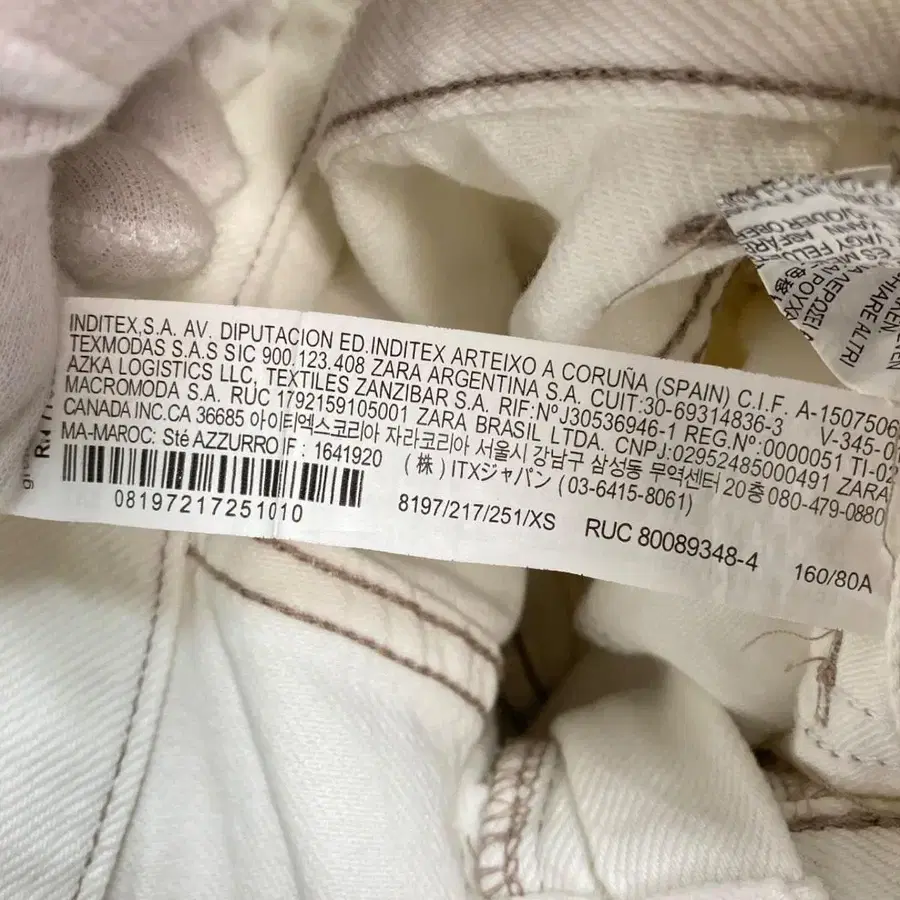 INDITEX,S.A. AV. DIPUTACION ED.INDITEX ARTEIXO A CORUÑA (SPAIN) C.I.F. A-1507506
TEXMODAS S.A.S SIC 900.123.408 ZARA ARGENTINA S.A. CUIT:30-69314836-3 V-345-0
AZKA LOGISTICS LLC, TEXTILES ZANZIBAR S.A. RIF:NºJ30536946-1 REG.Nº:0000051 TI-02
MACROMODA S.A. RUC 1792159105001 ZARA BRASIL LTDA. CNPJ:02952485000491 ZARA
CANADA INC.CA 36685 아이티엑스코리아 자라코리아 서울시 강남구 삼성동 무역센터 20층 080-479-0880
MA-MAROC: Sté AZZURRO IF : 1641920 (株) ITXジャパン (03-6415-8061)
08197217251010
8197/217/251/XS
RUC 80089348-4
160/80A
VAGY FELÜ